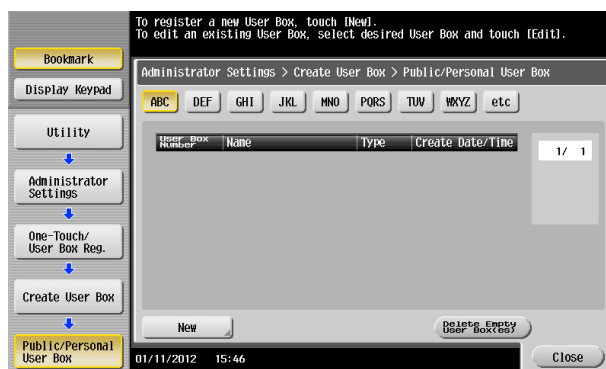 To register a new User Box, touch [New].
To edit an existing User Box, select desired User Box and touch [Edit].
Bookmark
Display Keypad
Utility
Administrator
Settings
One-Touch/
User Box Reg.
Create User Box
Public/Personal
User Box
Administrator Settings > Create User Box > Public/Personal User Box
ABC DEF GHI JKL MNO PQRS TUV WXYZ etc
User Box
Number Name Type Create Date/Time
1/ 1
New
Delete Empty
User Box(es)
01/11/2012 15:46
Close